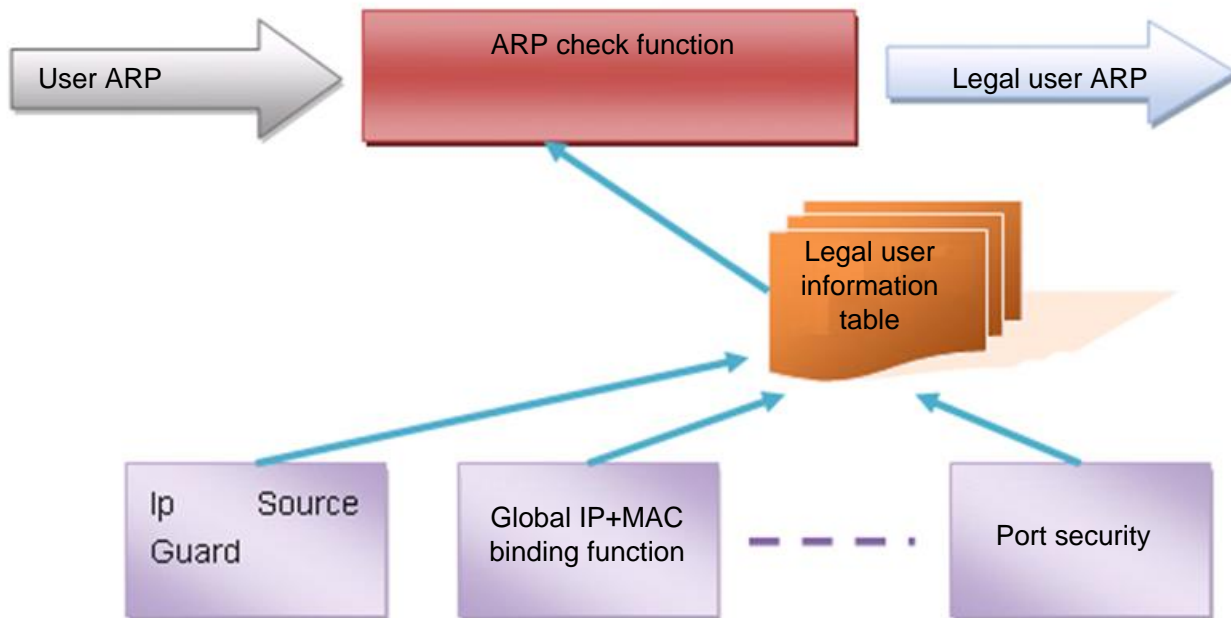 User ARP
ARP check function
Legal user ARP
Legal user
information
table
Ip Source
Guard
Global IP+MAC
binding function
Port security